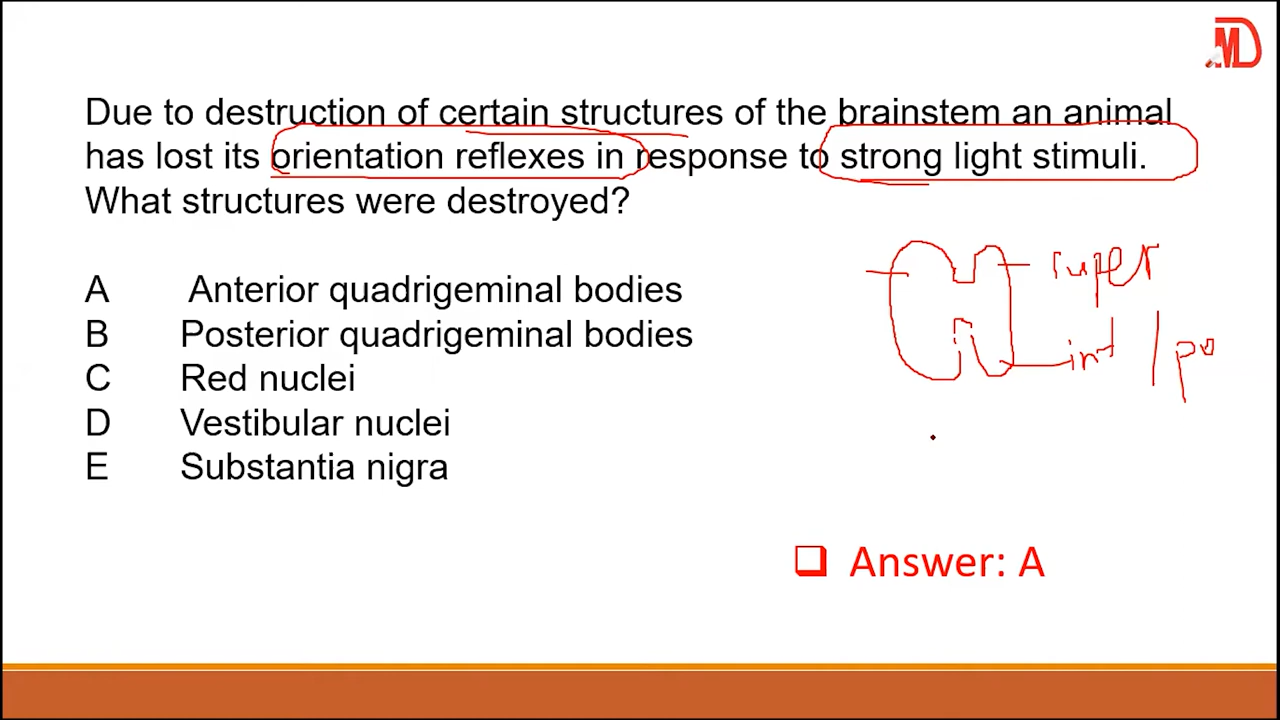 MD
Due to destruction of certain structures of the brainstem an animal
has lost its orientation reflexes in response to strong light stimuli.
What structures were destroyed?
A Anterior quadrigeminal bodies
B Posterior quadrigeminal bodies
C Red nuclei
D Vestibular nuclei
E Substantia nigra
super
inf / po
Answer: A